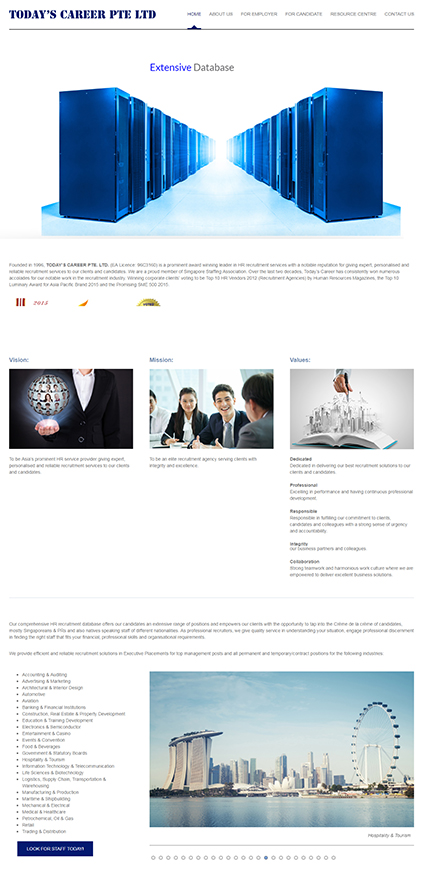 TODAY'S CAREER PTE LTD
HOME ABOUT US FOR EMPLOYER FOR CANDIDATE RESOURCE CENTRE CONTACT US
Extensive Database
Founded in 1996, TODAY'S CAREER PTE. LTD. (EA Licence: is a prominent award winning leader in HR recruitment services with a notable reputation for giving expert, personalised and
reliable recruitment services to our clients and candidates. We are a proud member of Singapore Staffing Association. Over the last two decades, Today's Career has consistently won numerous
accolades for our notable work in the recruitment industry. Winning corporate clients' voting to be Top 10 HR Vendors 2012 (Recruitment Agencies) by Human Resources Magazines, the Top 10
Luminary Award for Asia Pacific Brand 2015 and the Promising SME 500 2015.
2015
Vision: Mission: Values:
To be Asia's prominent HR service provider giving expert,
personalised and reliable recruitment services to our clients
and candidates.
To be an elite recruitment agency serving clients with
integrity and excellence.
Dedicated
Dedicated in delivering our best recruitment solutions to our
clients and candidates.
Professional
Exceling in performance and having continuous professional
development.
Responsible
Responsible in fulfilling our commitment to clients,
candidates and colleagues with a strong sense of urgency
and accountability.
Integrity
our business partners and colleagues.
Collaboration
Strong teamwork and harmonious work culture where we are
empowered to deliver excellent business solutions.
Our comprehensive HR recruitment database offers our candidates an extensive range of positions and empowers our clients with the opportunity to tap into the Crème de la crème of candidates,
mostly Singaporeans & PRs and also natives speaking staff of different nationalities. As professional recruiters, we give quality service in understanding your situation, engage professional discernment
in finding the right staff that fits your financial, professional skills and organisational requirements.
We provide efficient and reliable recruitment solutions in Executive Placements for top management posts and all permanent and temporary/contract positions for the following industries:
Accounting & Auditing
Advertising & Marketing
Architectural & Interior Design
Automotive
Aviation
Banking & Financial Institutions
Construction, Real Estate & Property Development
Education & Training Development
Electronics & Semiconductor
Entertainment & Casino
Events & Convention
Food & Beverages
Government & Statutory Boards
Hospitality & Tourism
Information Technology & Telecommunication
Life Sciences & Biotechnology
Logistics, Supply Chain, Transportation &
Warehousing
Manufacturing & Production
Maritime & Shipbuilding
Mechanical & Electrical
Medical & Healthcare
Petrochemical, Oil & Gas
Retail
Trading & Distribution
Hospitality & Tourism
LOOK FOR STAFF TODAY!